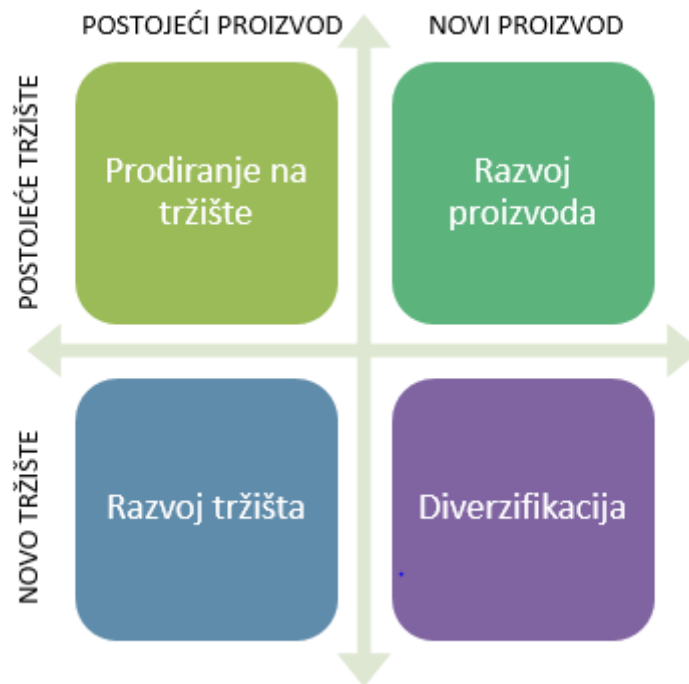 POSTOJEĆI PROIZVOD
NOVI PROIZVOD
POSTOJEĆE TRŽIŠTE
Prodiranje na
tržište
Razvoj
proizvoda
NOVO TRŽIŠTE
Razvoj tržišta
Diverzifikacija